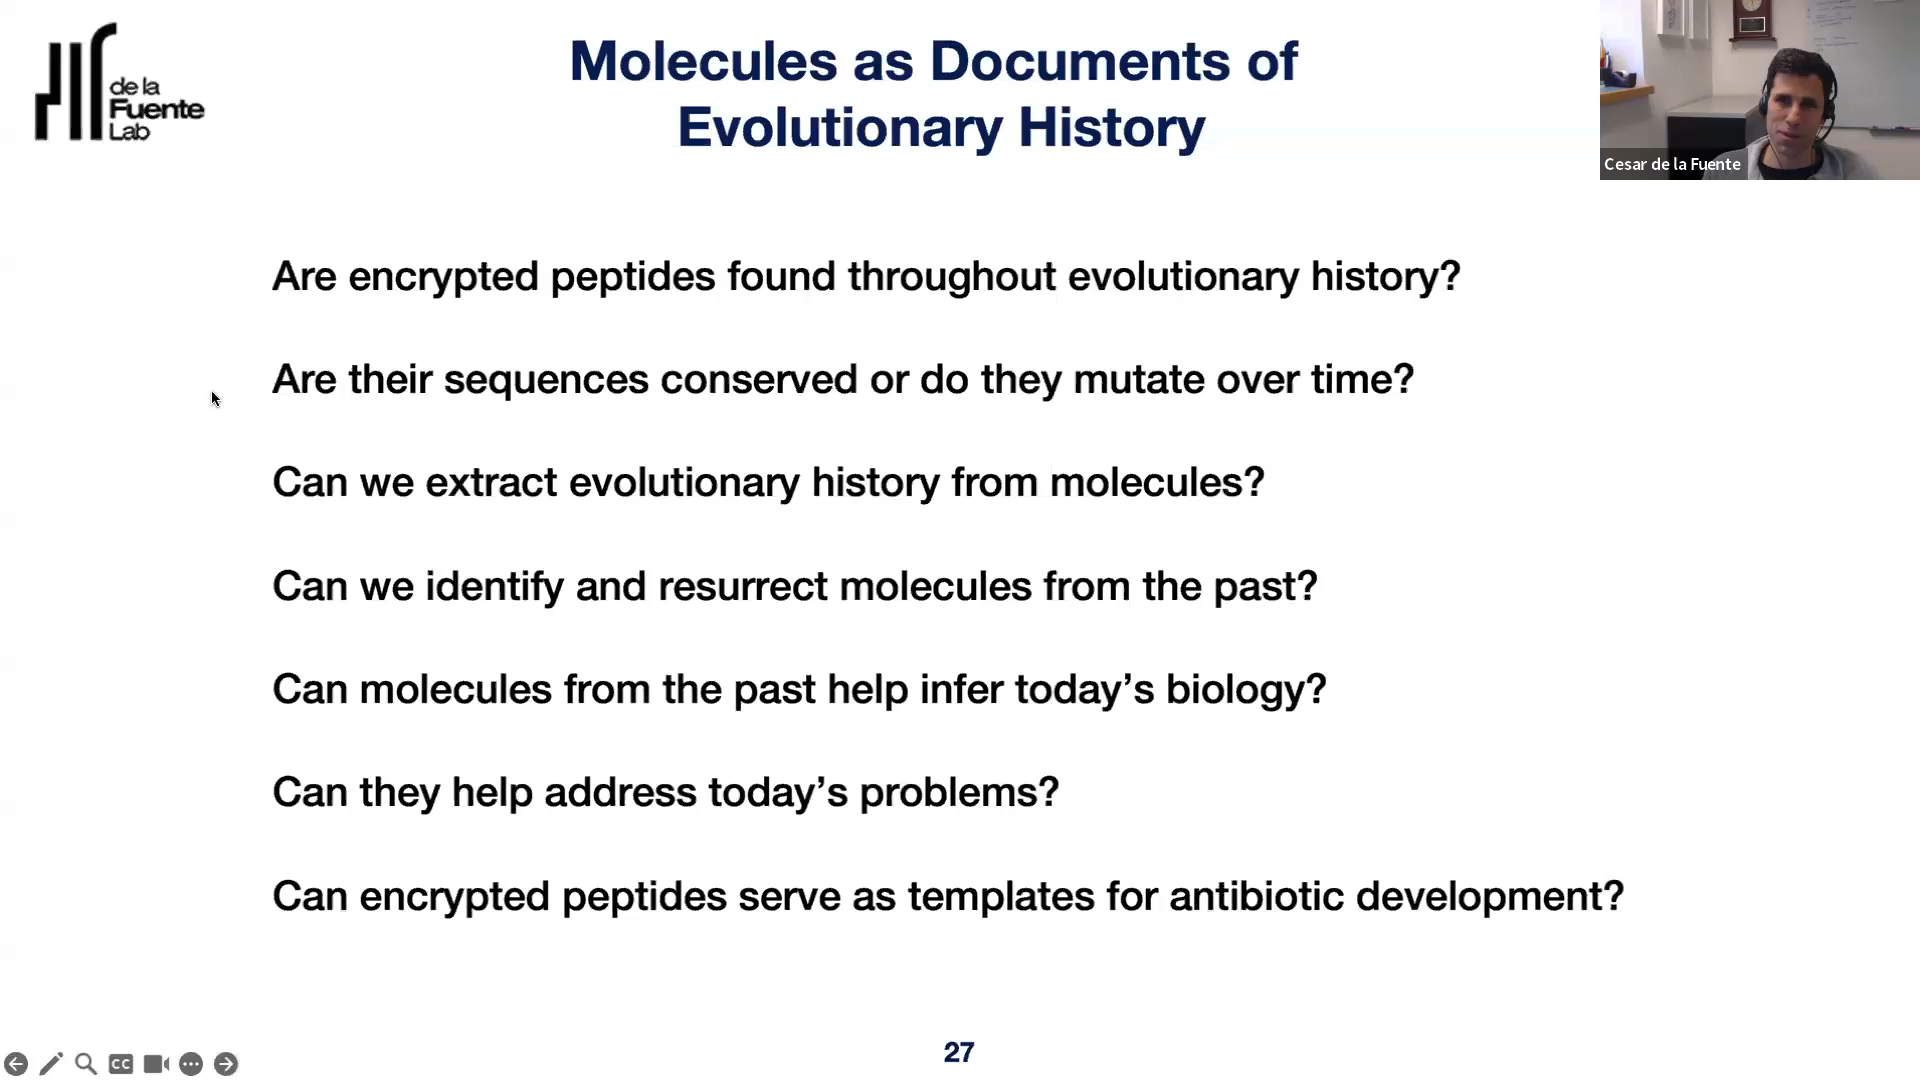 de la
Fuente
Lab
Molecules as Documents of
Evolutionary History
Cesar de la Fuente
Are encrypted peptides found throughout evolutionary history?
Are their sequences conserved or do they mutate over time?
Can we extract evolutionary history from molecules?
Can we identify and resurrect molecules from the past?
Can molecules from the past help infer today’s biology?
Can they help address today’s problems?
Can encrypted peptides serve as templates for antibiotic development?
27
CC